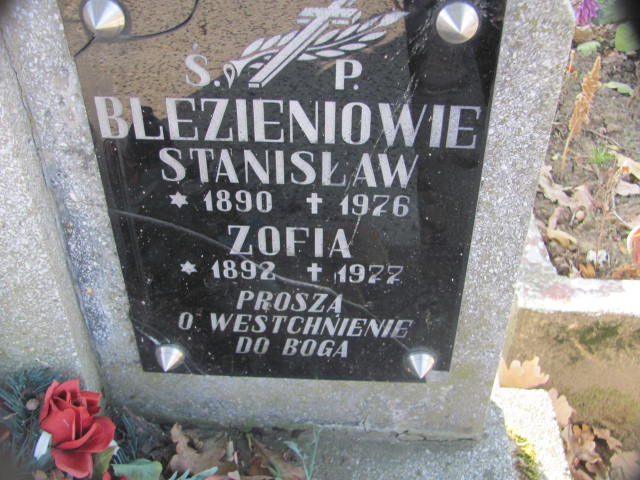 Ś. P.
BLEZIENIOWIE
STANISŁAW
* 1890 † 1976
ZOFIA
* 1892 † 1977
PROSZĄ
O WESTCHNIENIE
DO BOGA